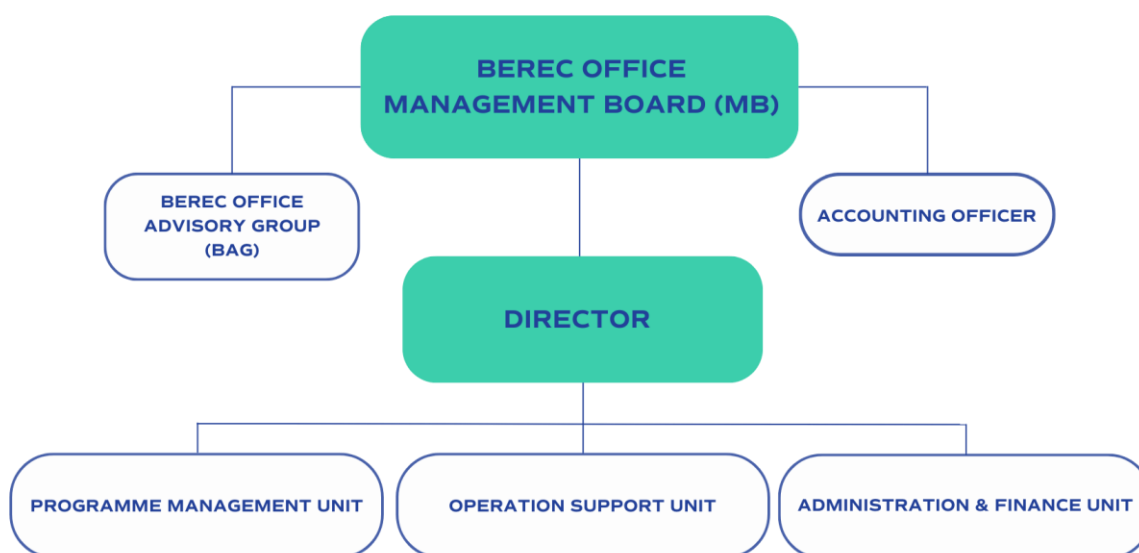 BEREC OFFICE
MANAGEMENT BOARD (MB)
BEREC OFFICE
ADVISORY GROUP
(BAG)
ACCOUNTING OFFICER
DIRECTOR
PROGRAMME MANAGEMENT UNIT
OPERATION SUPPORT UNIT
ADMINISTRATION & FINANCE UNIT